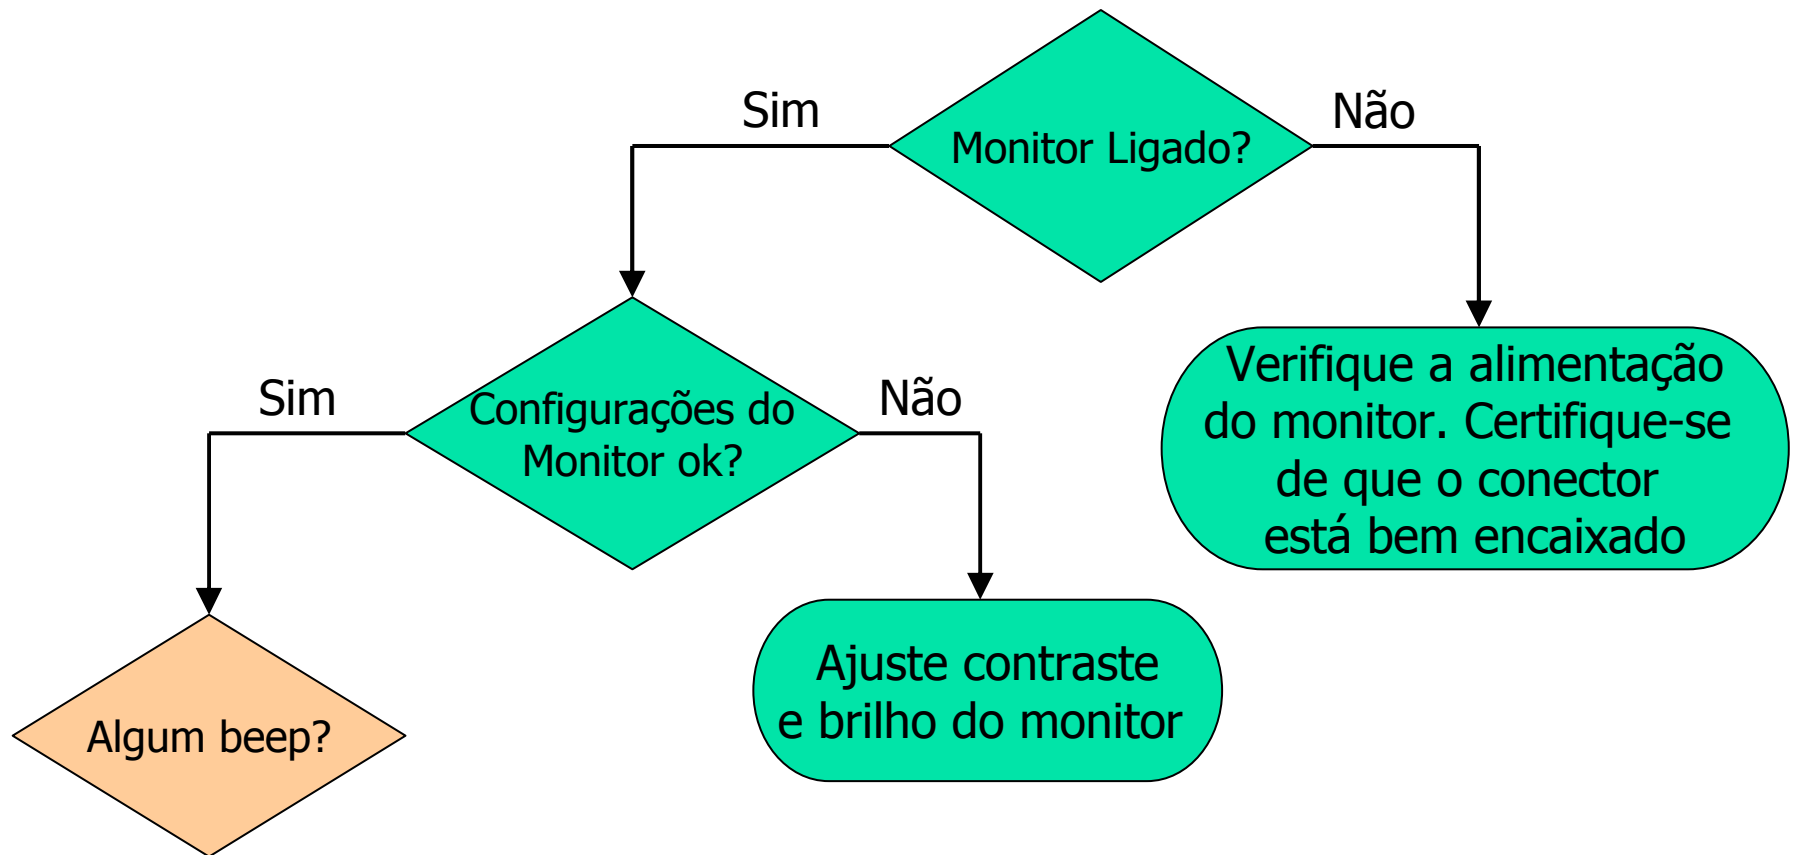 Sim
Monitor Ligado?
Não
Verifique a alimentação
do monitor. Certifique-se
de que o conector
está bem encaixado
Sim
Configurações do
Monitor ok?
Não
Ajuste contraste
e brilho do monitor
Algum beep?